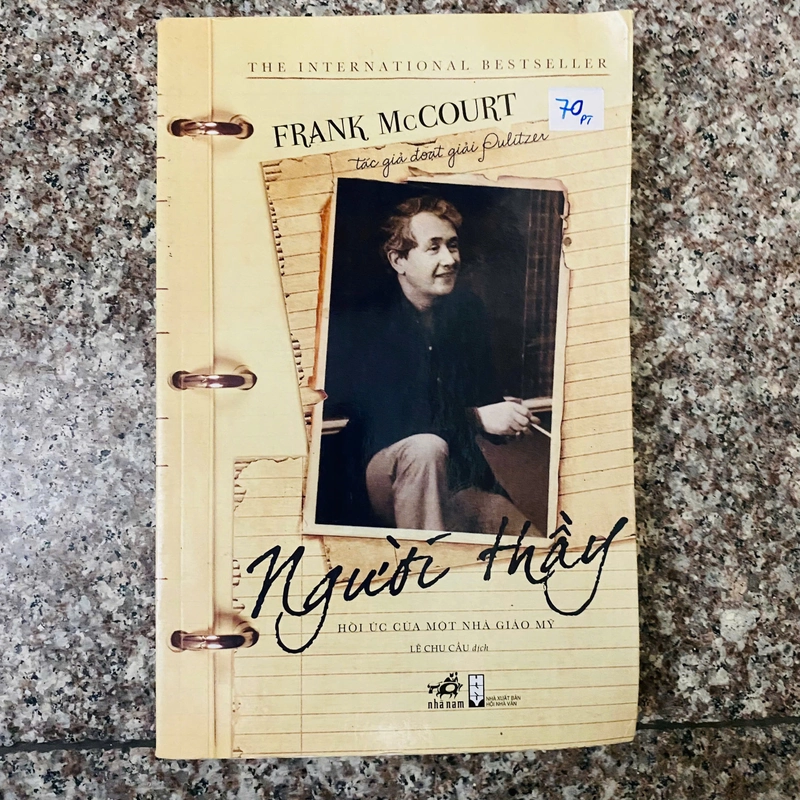 THE INTERNATIONAL BESTSELLER
FRANK McCOURT
70
PT
tác giả đoạt giải Pulitzer
Người thầy
HỒI ỨC CỦA MỘT NHÀ GIÁO MỸ
LÊ CHU CẦU dịch
nhã nam
NHÀ XUẤT BẢN
HỘI NHÀ VĂN